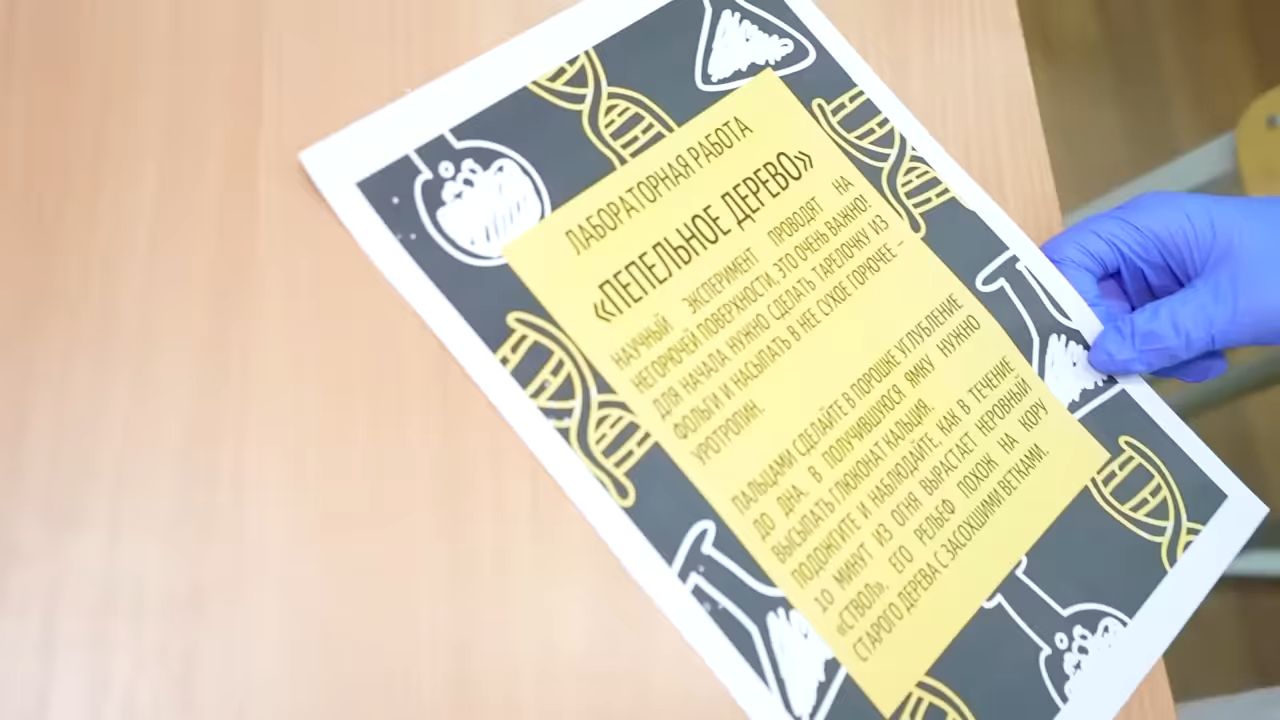 ЛАБОРАТОРНАЯ РАБОТА
«ПЕПЕЛЬНОЕ ДЕРЕВО»
НАУЧНЫЙ ЭКСПЕРИМЕНТ ПРОВОДЯТ НА
НЕГОРЮЧЕЙ ПОВЕРХНОСТИ, ЭТО ОЧЕНЬ ВАЖНО!
ДЛЯ НАЧАЛА НУЖНО СДЕЛАТЬ ТАРЕЛОЧКУ ИЗ
ФОЛЬГИ И НАСЫПАТЬ В НЕЕ СУХОЕ ГОРЮЧЕЕ –
УРОТРОПИН.
ПАЛЬЦАМИ СДЕЛАЙТЕ В ПОРОШКЕ УГЛУБЛЕНИЕ
ДО ДНА. В ПОЛУЧИВШУЮСЯ ЯМКУ НУЖНО
ВЫСЫПАТЬ ГЛЮКОНАТ КАЛЬЦИЯ.
ПОДОЖГИТЕ И НАБЛЮДАЙТЕ, КАК В ТЕЧЕНИЕ
10 МИНУТ ИЗ ОГНЯ ВЫРАСТАЕТ НЕРОВНЫЙ
«СТВОЛ». ЕГО РЕЛЬЕФ ПОХОЖ НА КОРУ
СТАРОГО ДЕРЕВА С ЗАСОХШИМИ ВЕТКАМИ.